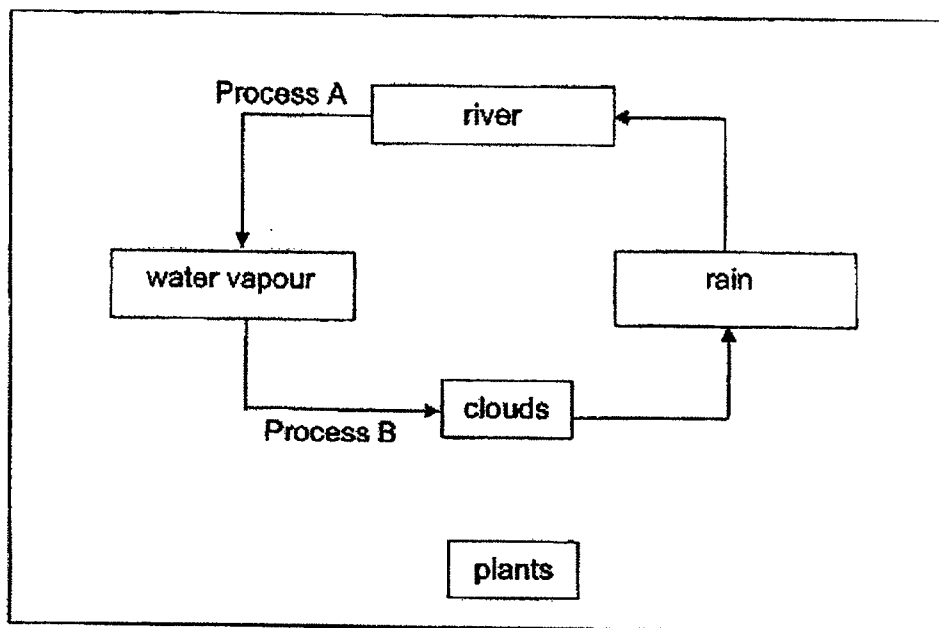 Process A
river
water vapour
rain
clouds
Process B
plants